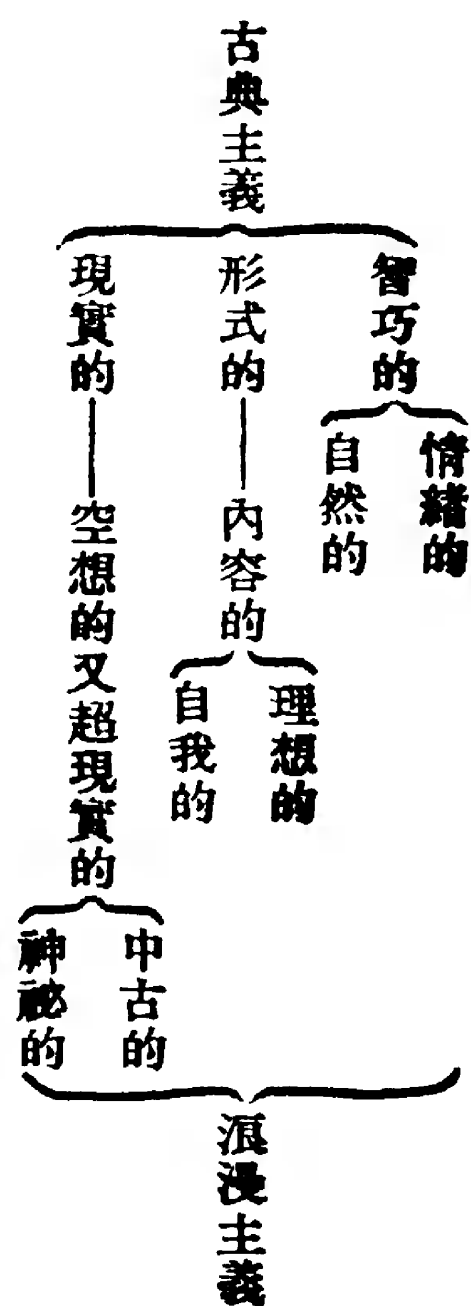 古典主義
智巧的
情緒的
自然的
形式的——內容的
理想的
自我的
現實的——空想的又超現實的
中古的
神祕的
浪漫主義